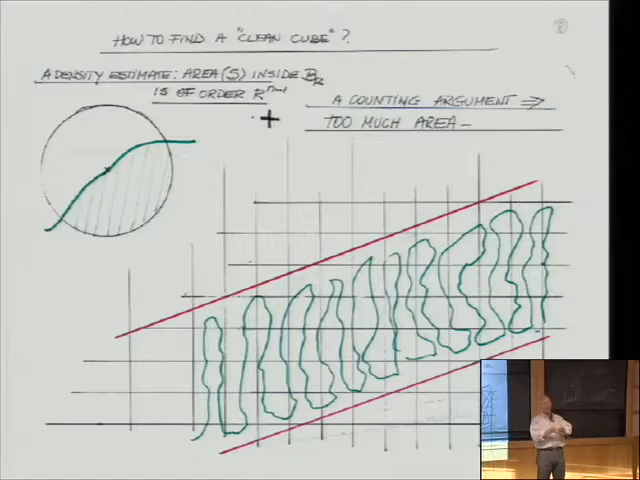 HOW TO FIND A "CLEAN CUBE"?
A DENSITY ESTIMATE: AREA(S) INSIDE B_R
IS OF ORDER R^{n-1}
+
A COUNTING ARGUMENT ⇒
TOO MUCH AREA -